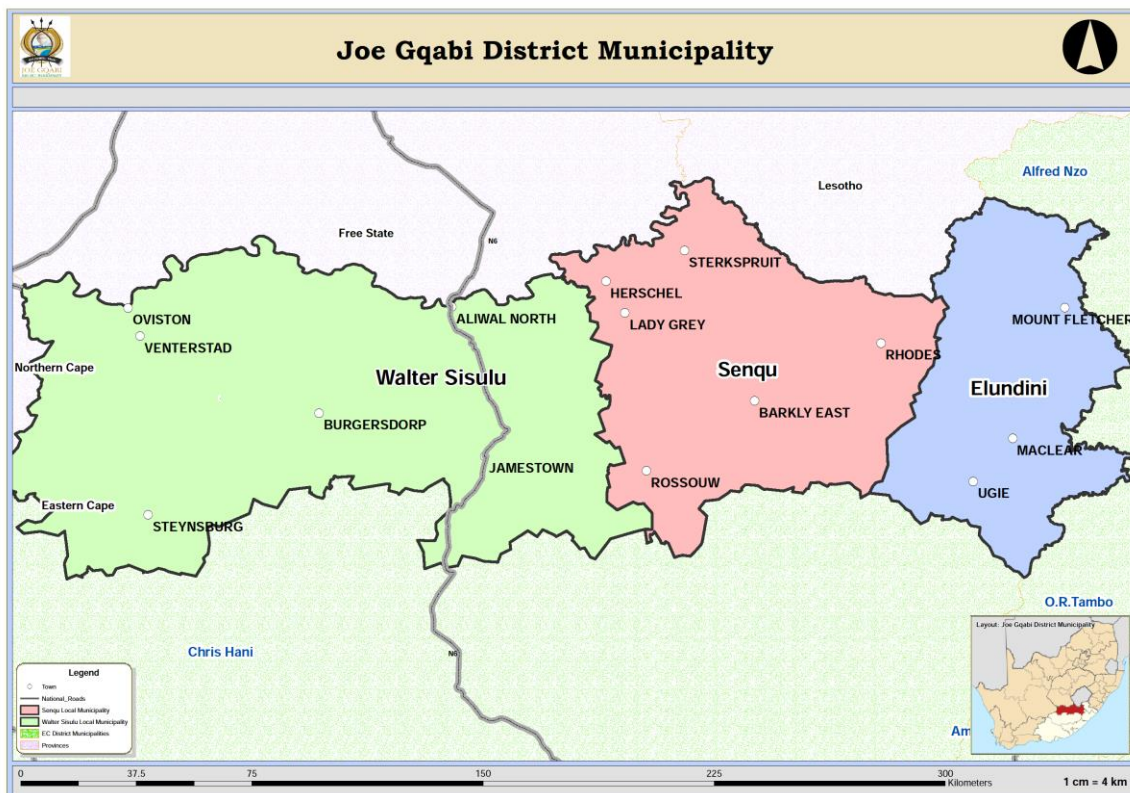 Joe Gqabi District Municipality
JOE GQABI
Alfred Nzo
Lesotho
Free State
N6
STERKSPRUIT
HERSCHEL
OVISTON
ALIWAL NORTH
LADY GREY
MOUNT FLETCHER
VENTERSTAD
RHODES
Northern Cape
Walter Sisulu
Senqu
Elundini
BARKLY EAST
BURGERSDORP
MACLEAR
JAMESTOWN
ROSSOUW
UGIE
Eastern Cape
STEYNSBURG
O.R.Tambo
Layout: Joe Gqabi District Municipality
Chris Hani
N6
Am
Legend
Town
National_Roads
Senqu Local Municipality
Walter Sisulu Local Municipality
EC District Municipalities
Provinces
0 37.5 75 150 225 300
Kilometers
1 cm = 4 km